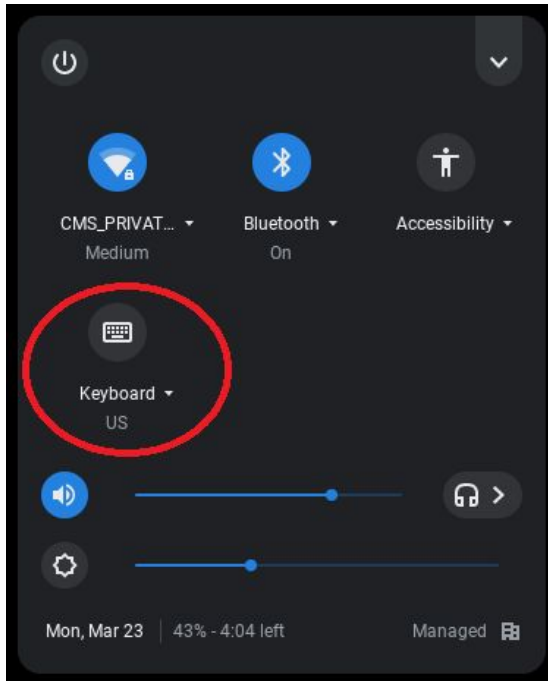 CMS_PRIVAT... Bluetooth Accessibility
Medium On
Keyboard
US
Mon, Mar 23 43% - 4:04 left Managed